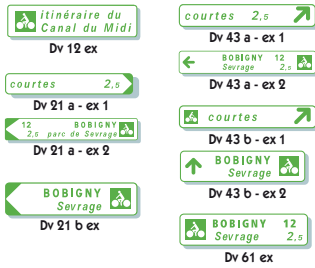 itinéraire du
Canal du Midi
Dv 12 ex
courtes 2,5
Dv 21 a - ex 1
12 BOBIGNY
2,5 parc de Sevrage
Dv 21 a - ex 2
BOBIGNY
Sevrage
Dv 21 b ex
courtes 2,5
Dv 43 a - ex 1
BOBIGNY 12
Sevrage 2,5
Dv 43 a - ex 2
courtes
Dv 43 b - ex 1
BOBIGNY
Sevrage
Dv 43 b - ex 2
BOBIGNY 12
Sevrage 2,5
Dv 61 ex